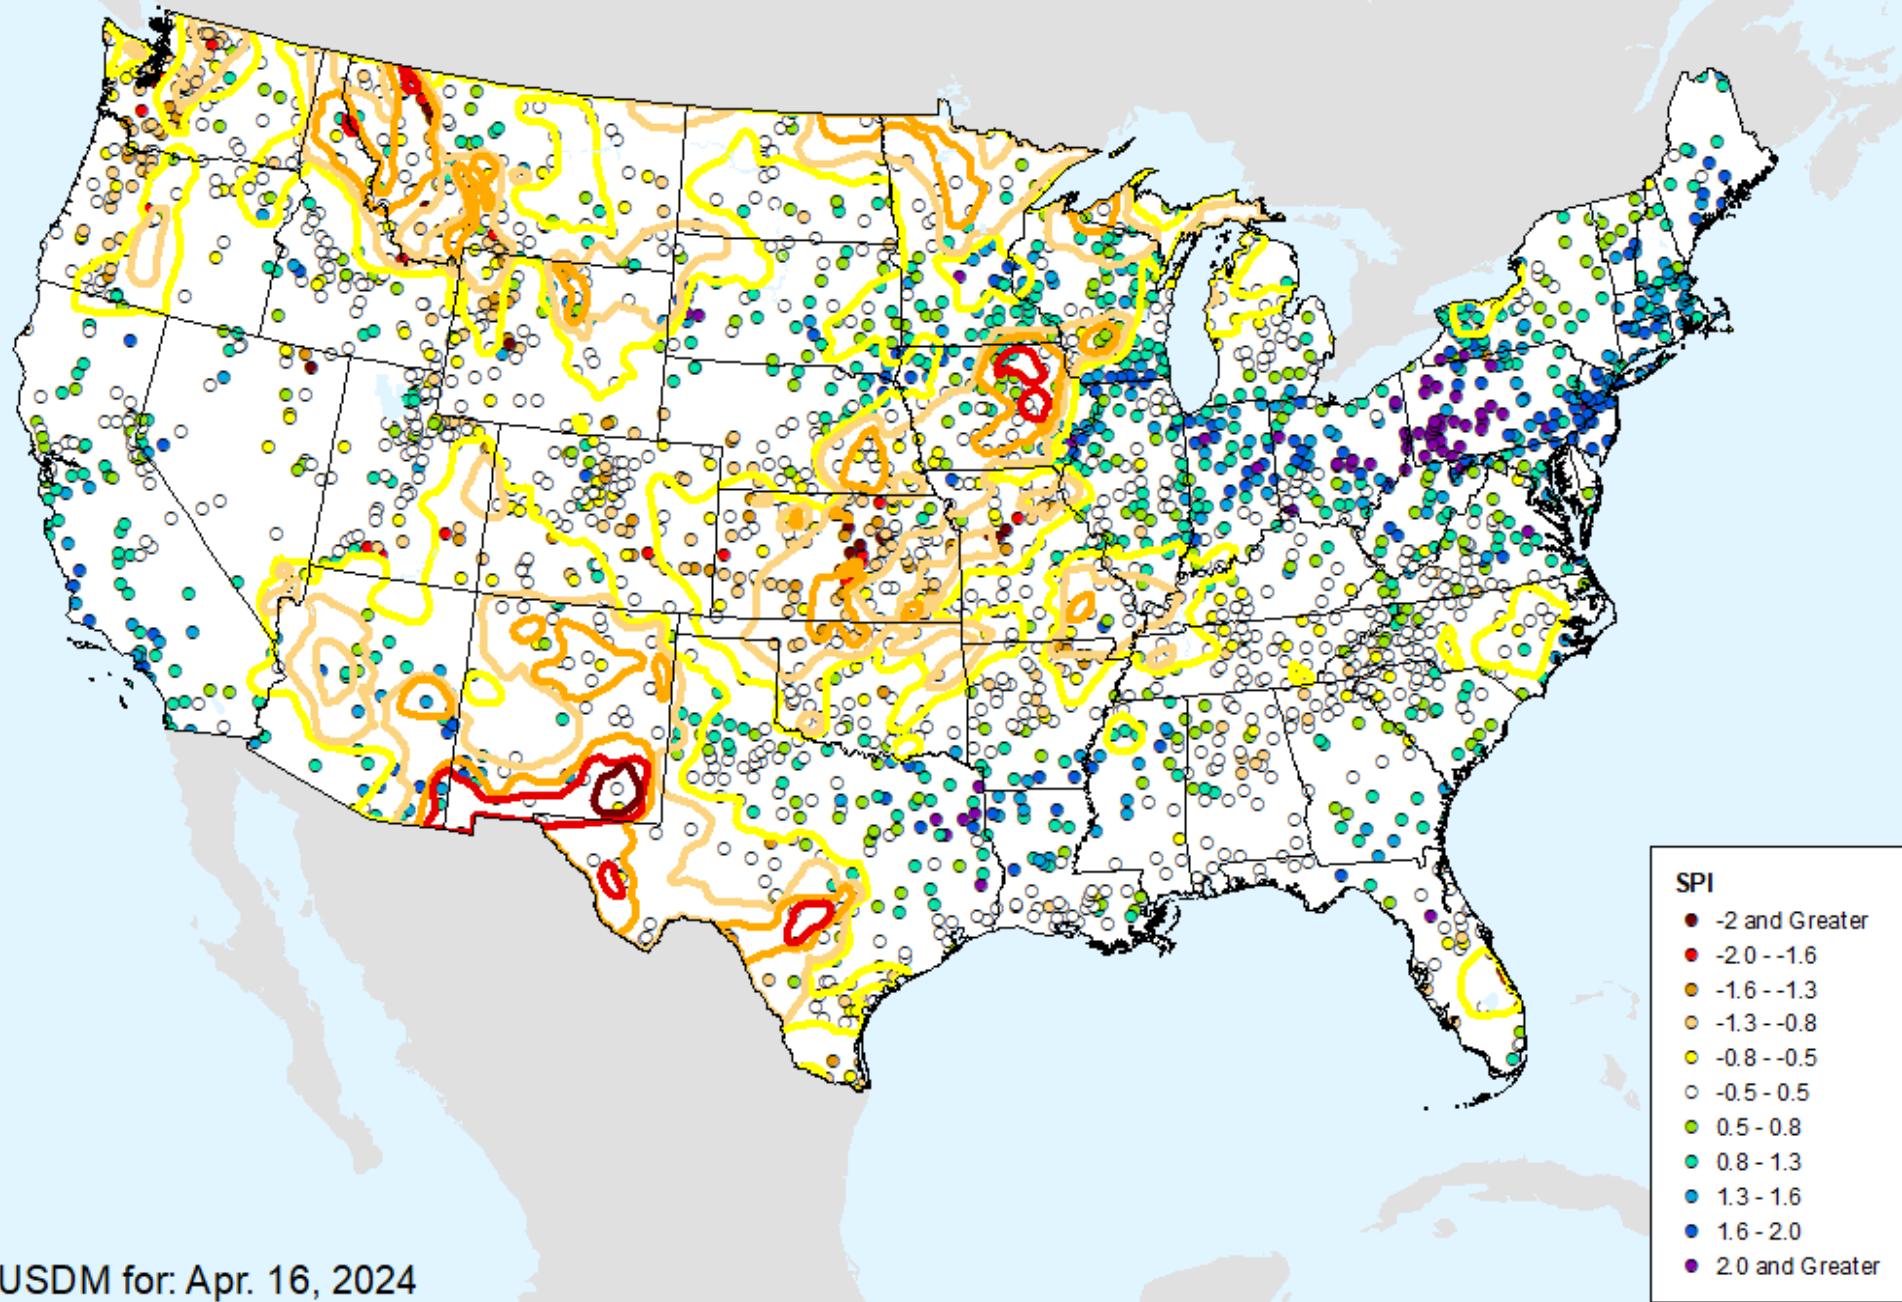 SPI
-2 and Greater
-2.0 - -1.6
-1.6 - -1.3
-1.3 - -0.8
-0.8 - -0.5
-0.5 - 0.5
0.5 - 0.8
0.8 - 1.3
1.3 - 1.6
1.6 - 2.0
2.0 and Greater
USDM for: Apr. 16, 2024